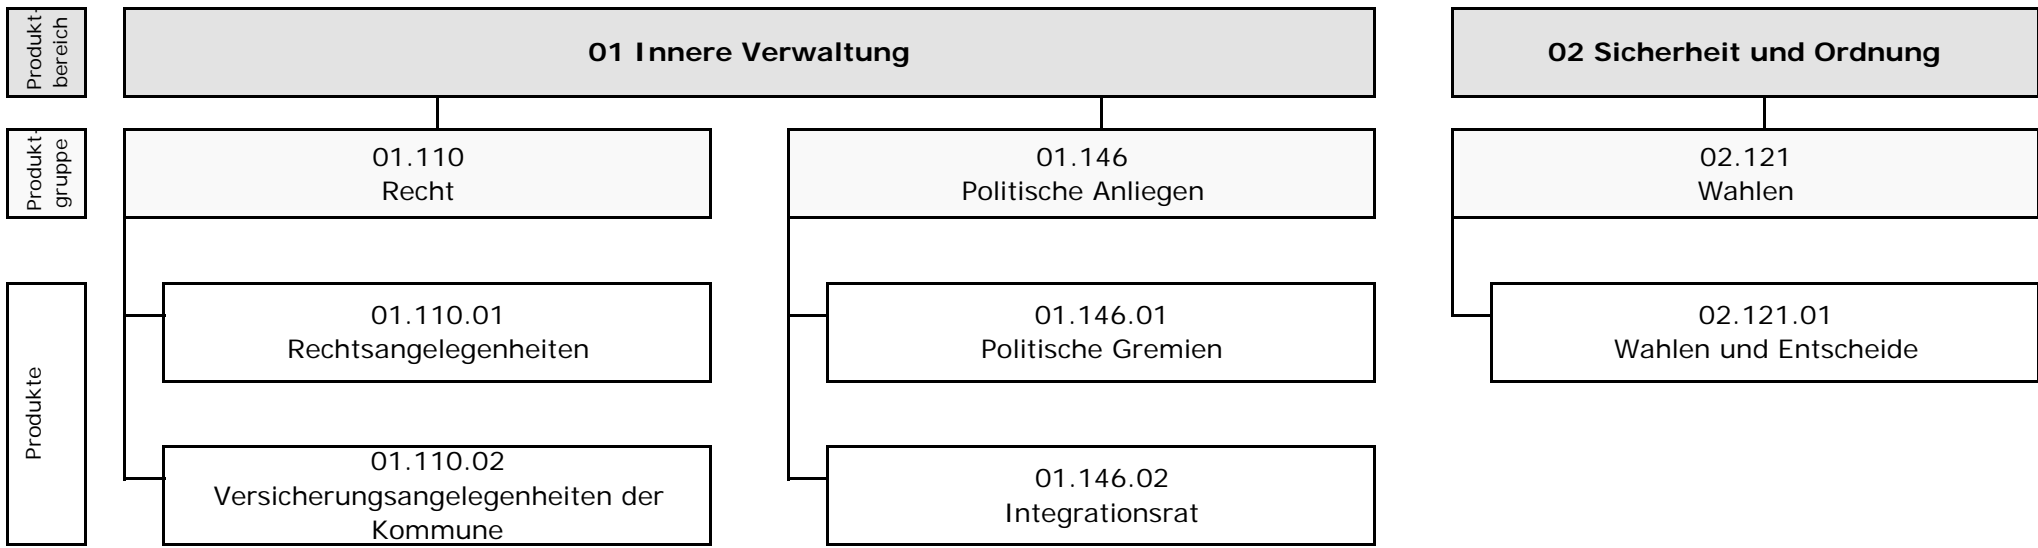 Produkt-
bereich
01 Innere Verwaltung
02 Sicherheit und Ordnung
Produkt-
gruppe
01.110
Recht
01.146
Politische Anliegen
02.121
Wahlen
Produkte
01.110.01
Rechtsangelegenheiten
01.146.01
Politische Gremien
02.121.01
Wahlen und Entscheide
01.110.02
Versicherungsangelegenheiten der
Kommune
01.146.02
Integrationsrat